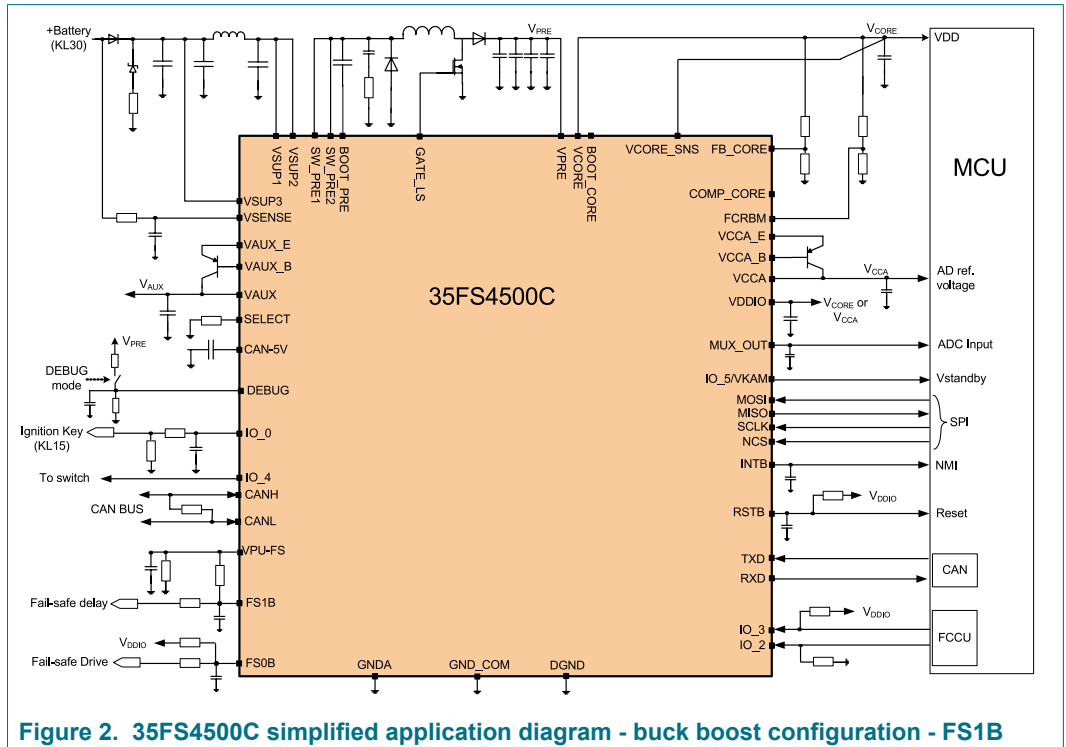 +Battery
(KL30)
VPRE
VCORE
VDD
VSUP1
VSUP2
SW_PRE1
SW_PRE2
BOOT_PRE
GATE_LS
VPRE
VCORE
BOOT_CORE
VCORE_SNS
FB_CORE
MCU
COMP_CORE
VSUP3
VSENSE
FCRBM
VAUX_E
VCCA_E
VAUX_B
VCCA_B
VAUX
VAUX
VCCA
VCCA
AD ref.
voltage
35FS4500C
VDDIO
VCORE or
VCCA
SELECT
VPRE
CAN-5V
MUX_OUT
ADC Input
DEBUG
mode
DEBUG
IO_5/VKAM
Vstandby
MOSI
MISO
SCLK
NCS
SPI
Ignition Key
(KL15)
IO_0
INTB
NMI
To switch
IO_4
CANH
CAN BUS
CANL
VDDIO
RSTB
Reset
VPU-FS
TXD
RXD
CAN
Fail-safe delay
FS1B
VDDIO
IO_3
IO_2
FCCU
VDDIO
Fail-safe Drive
FS0B
GNDA
GND_COM
DGND
Figure 2. 35FS4500C simplified application diagram - buck boost configuration - FS1B